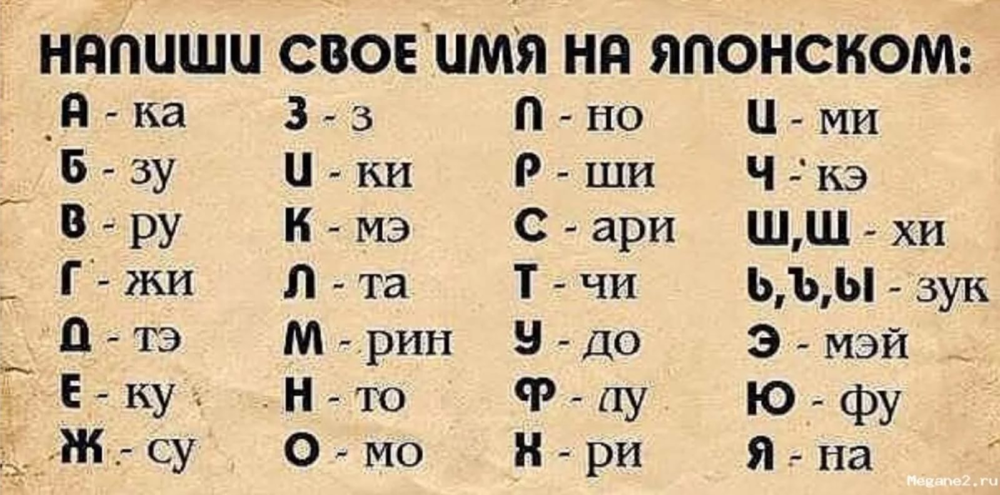 НАПИШИ СВОЕ ИМЯ НА ЯПОНСКОМ:
А - ка
Б - зу
В - ру
Г - жи
Д - тэ
Е - ку
Ж - су
З - з
И - ки
К - мэ
Л - та
М - рин
Н - то
О - мо
П - но
Р - ши
С - ари
Т - чи
У - до
Ф - лу
Х - ри
Ц - ми
Ч - кэ
Ш,Щ - хи
Ь,Ъ,Ы - зук
Э - мэй
Ю - фу
Я - на
Megane2.ru